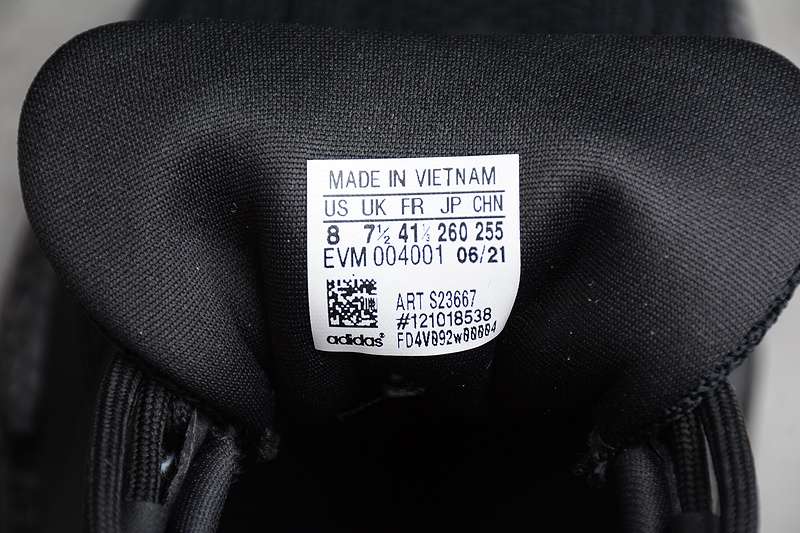 MADE IN VIETNAM
US UK FR JP CHN
8 7½ 41⅓ 260 255
EVM 004001 06/21
ART S23667
#121018538
adidas® FD4V092w00004